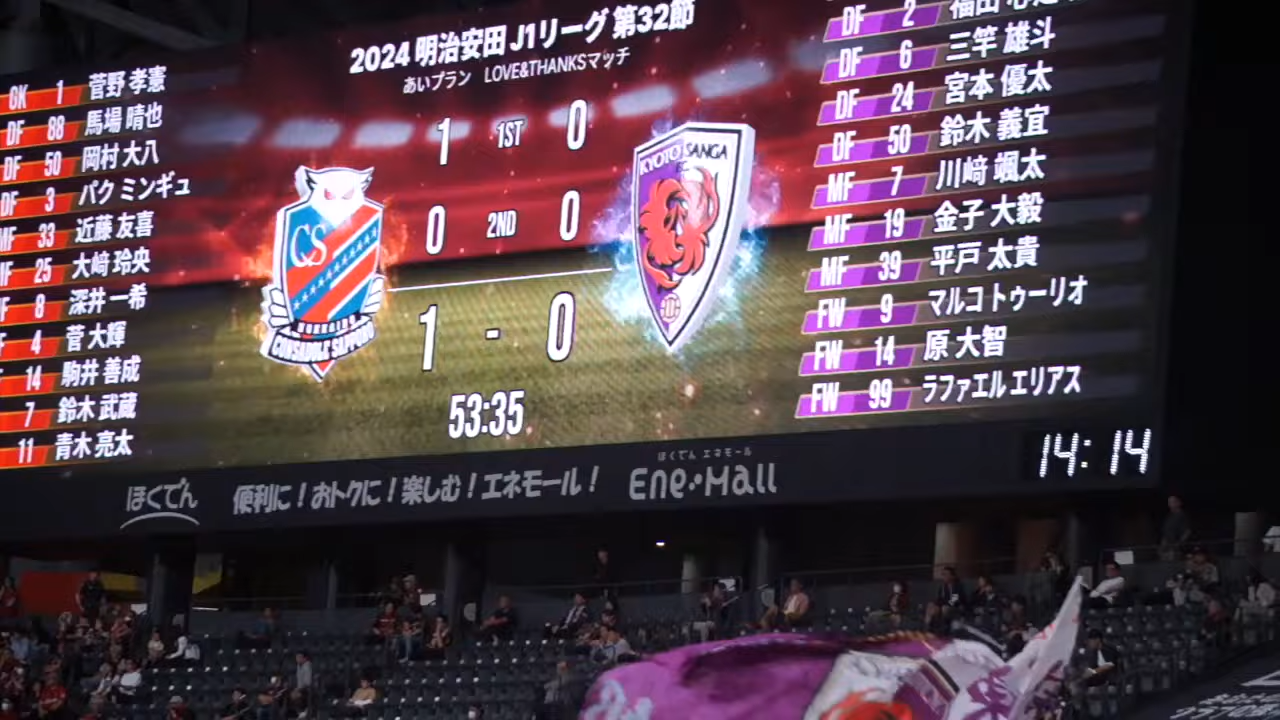 2024 明治安田 J1リーグ 第32節
あいプラン LOVE&THANKSマッチ
GK 1 菅野 孝憲
DF 88 馬場 晴也
DF 50 岡村 大八
DF 3 パク ミンギュ
MF 33 近藤 友喜
MF 25 大﨑 玲央
F 8 深井 一希
F 4 菅 大輝
14 駒井 善成
7 鈴木 武蔵
11 青木 亮太
1 1ST 0
0 2ND 0
1 - 0
53:35
CS
HOKKAIDO
CONSADOLE SAPPORO
KYOTO SANGA
F.C.
DF 2 福田
DF 6 三竿 雄斗
DF 24 宮本 優太
DF 50 鈴木 義宜
MF 7 川﨑 颯太
MF 19 金子 大毅
MF 39 平戸 太貴
FW 9 マルコ トゥーリオ
FW 14 原 大智
FW 99 ラファエル エリアス
14:14
ほくでん
便利に!おトクに!楽しむ!エネモール!
ほくでん エネモール
Ene・Mall